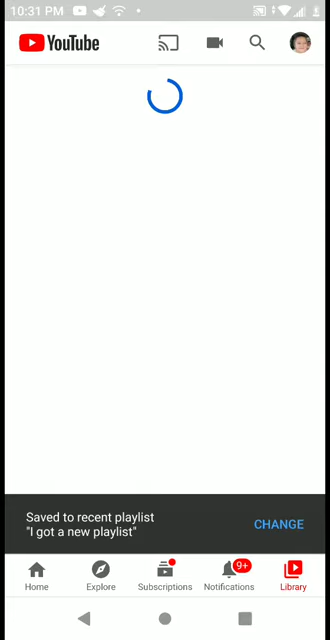 10:31 PM
YouTube
Saved to recent playlist
"I got a new playlist"
CHANGE
Home
Explore
Subscriptions
9+
Notifications
Library